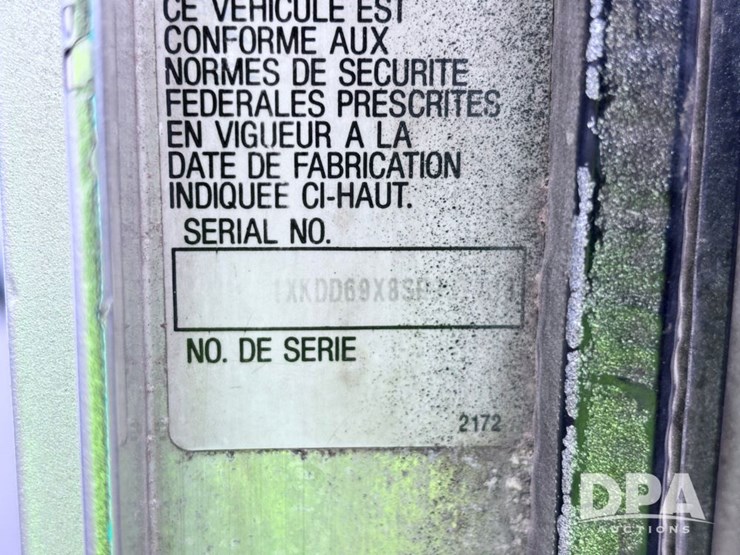 CE VEHICULE EST
CONFORME AUX
NORMES DE SECURITE
FEDERALES PRESCRITES
EN VIGUEUR A LA
DATE DE FABRICATION
INDIQUEE CI-HAUT.
SERIAL NO.
XKDD69X8S
NO. DE SERIE
2172
DPA
AUCTIONS